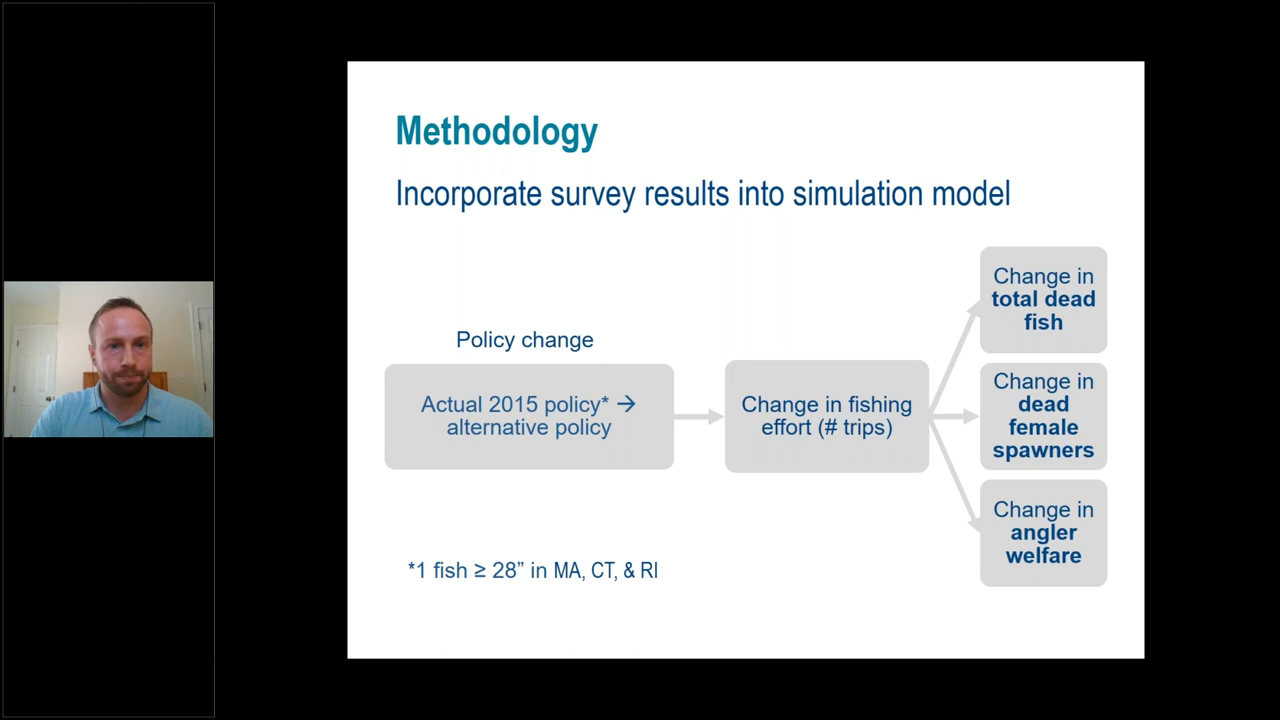 Methodology
Incorporate survey results into simulation model
Policy change
Actual 2015 policy* →
alternative policy
Change in fishing
effort (# trips)
Change in
total dead
fish
Change in
dead
female
spawners
Change in
angler
welfare
*1 fish ≥ 28” in MA, CT, & RI